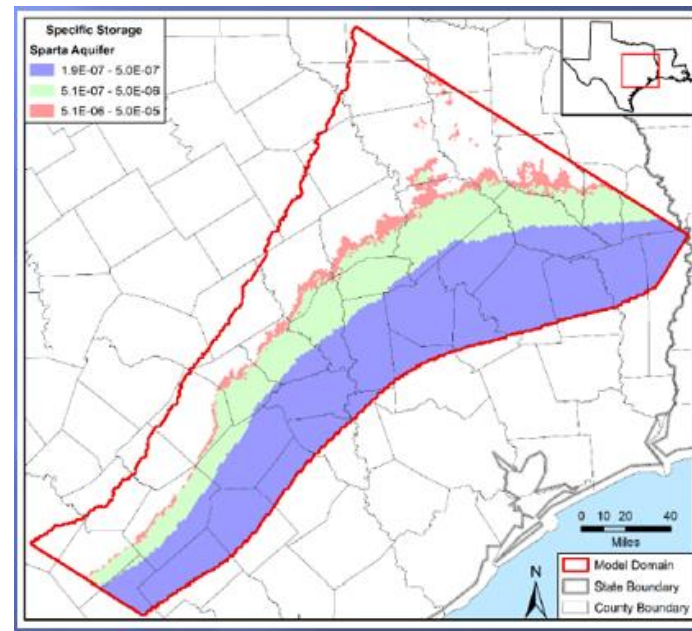 Specific Storage
Sparta Aquifer
1.9E-07 - 5.0E-07
5.1E-07 - 5.0E-06
5.1E-06 - 5.0E-05
0 10 20 40
Miles
N
Model Domain
State Boundary
County Boundary